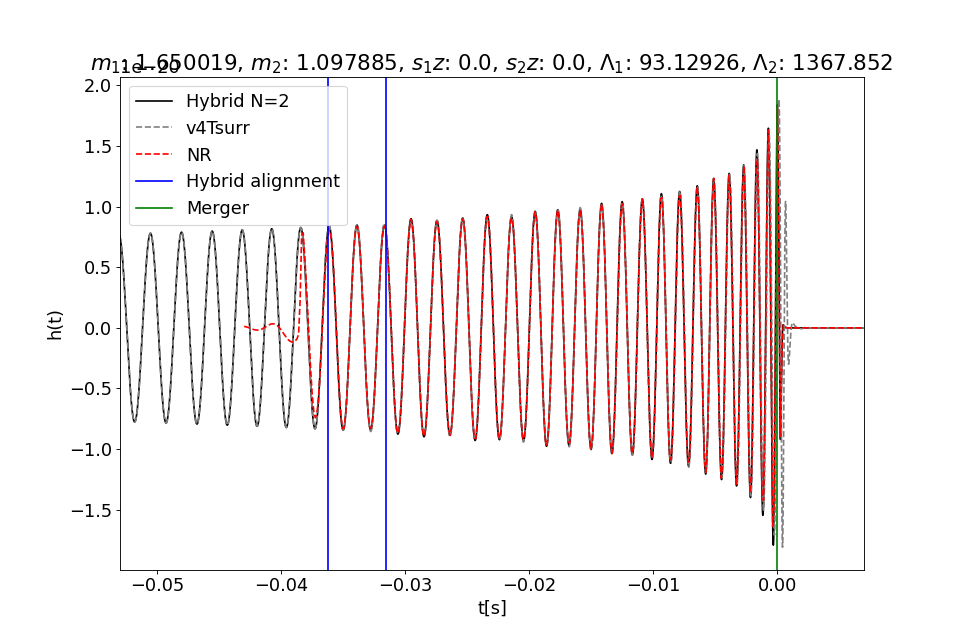 m₁: 1.650019, m₂: 1.097885, s₁z: 0.0, s₂z: 0.0, Λ₁: 93.12926, Λ₂: 1367.852
1e−20
2.0
1.5
1.0
0.5
0.0
−0.5
−1.0
−1.5
h(t)
Hybrid N=2
v4Tsurr
NR
Hybrid alignment
Merger
−0.05
−0.04
−0.03
−0.02
−0.01
0.00
t[s]